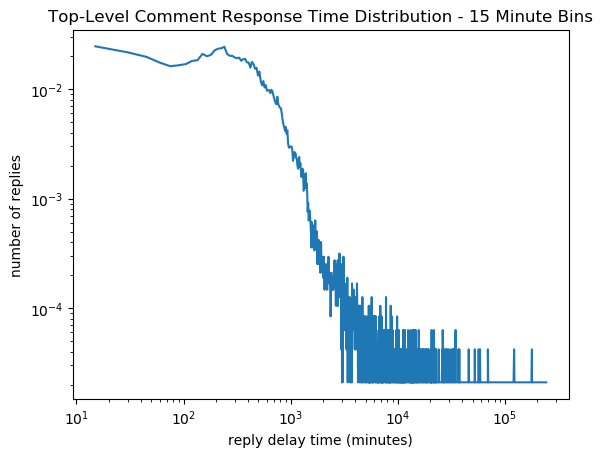 Top-Level Comment Response Time Distribution - 15 Minute Bins
number of replies
10⁻²
10⁻³
10⁻⁴
10¹ 10² 10³ 10⁴ 10⁵
reply delay time (minutes)